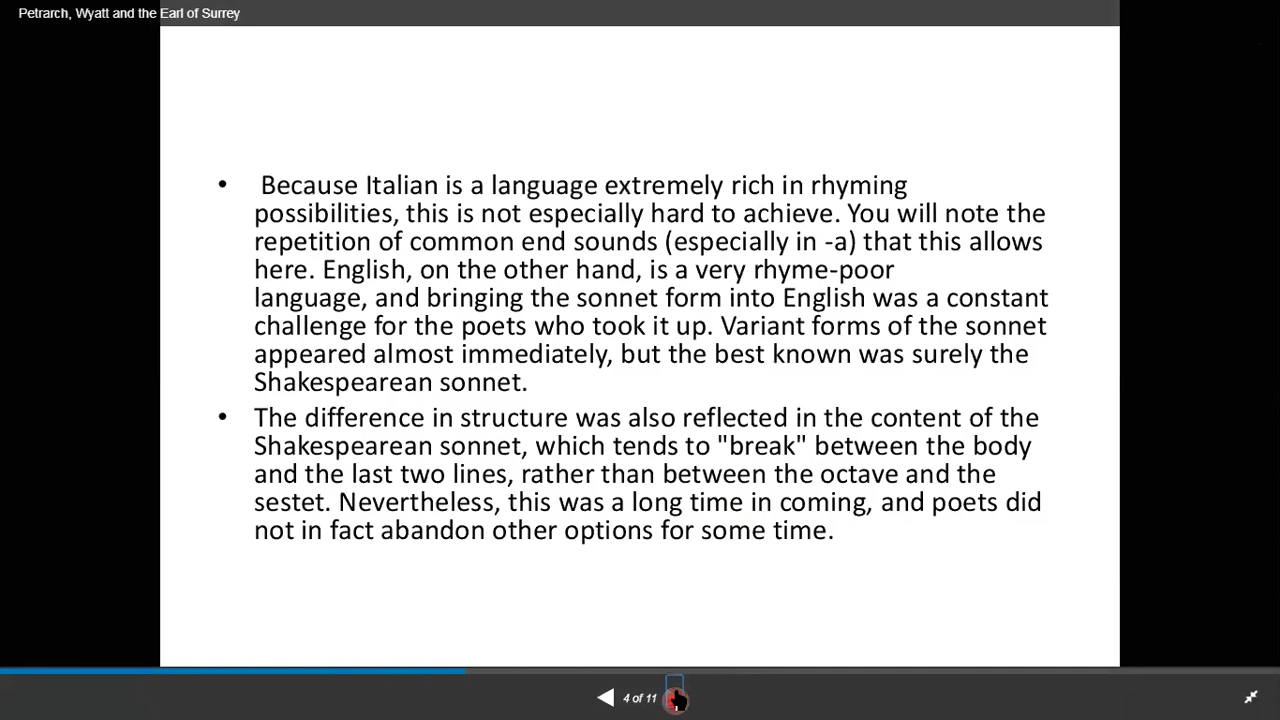 Petrarch, Wyatt and the Earl of Surrey
• Because Italian is a language extremely rich in rhyming
possibilities, this is not especially hard to achieve. You will note the
repetition of common end sounds (especially in -a) that this allows
here. English, on the other hand, is a very rhyme-poor
language, and bringing the sonnet form into English was a constant
challenge for the poets who took it up. Variant forms of the sonnet
appeared almost immediately, but the best known was surely the
Shakespearean sonnet.
• The difference in structure was also reflected in the content of the
Shakespearean sonnet, which tends to "break" between the body
and the last two lines, rather than between the octave and the
sestet. Nevertheless, this was a long time in coming, and poets did
not in fact abandon other options for some time.
4 of 11